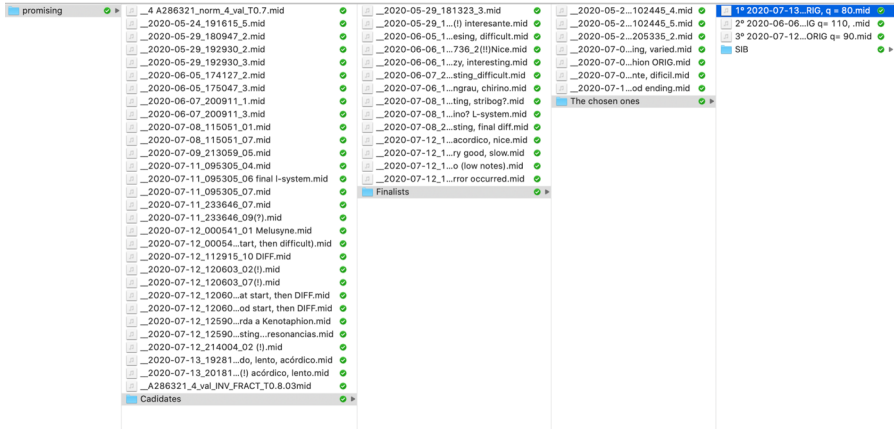 promising
__4 A286321_norm_4_val_T0.7.mid
__2020-05-24_191615_5.mid
__2020-05-29_180947_2.mid
__2020-05-29_192930_2.mid
__2020-05-29_192930_3.mid
__2020-06-05_174127_2.mid
__2020-06-05_175047_3.mid
__2020-06-07_200911_1.mid
__2020-06-07_200911_3.mid
__2020-07-08_115051_01.mid
__2020-07-08_115051_07.mid
__2020-07-09_213059_05.mid
__2020-07-11_095305_04.mid
__2020-07-11_095305_06 final l-system.mid
__2020-07-11_095305_07.mid
__2020-07-11_233646_07.mid
__2020-07-11_233646_09(?).mid
__2020-07-12_000541_01 Melusyne.mid
__2020-07-12_00054...tart, then difficult).mid
__2020-07-12_112915_10 DIFF.mid
__2020-07-12_120603_02(!).mid
__2020-07-12_120603_07(!).mid
__2020-07-12_12060...at start, then DIFF.mid
__2020-07-12_12060...od start, then DIFF.mid
__2020-07-12_12590...rda a Kenotaphion.mid
__2020-07-12_12590...sting...resonancias.mid
__2020-07-12_214004_02 (!).mid
__2020-07-13_19281...do, lento, acórdico.mid
__2020-07-13_20181...(!) acórdico, lento.mid
__A286321_4_val_INV_FRACT_T0.8.03mid
Cadidates
__2020-05-29_181323_3.mid
__2020-05-29_1...(!) interesante.mid
__2020-06-05_1...esing, difficult.mid
__2020-06-06_1...736_2(!!)Nice.mid
__2020-06-06_1...zy, interesting.mid
__2020-06-07_2...sting_difficult.mid
__2020-07-06_1...ngrau, chirino.mid
__2020-07-08_1...ting, stribog?.mid
__2020-07-08_1...ino? L-system.mid
__2020-07-08_2...sting, final diff.mid
__2020-07-12_1...acordico, nice.mid
__2020-07-12_1...ry good, slow.mid
__2020-07-12_1...o (low notes).mid
__2020-07-12_1...rror occurred.mid
Finalists
__2020-05-2...102445_4.mid
__2020-05-2...102445_5.mid
__2020-05-2...205335_2.mid
__2020-07-0...ing, varied.mid
__2020-07-0...hion ORIG.mid
__2020-07-0...nte, dificil.mid
__2020-07-1...od ending.mid
The chosen ones
1º 2020-07-13...RIG, q = 80.mid
2º 2020-06-06...IG q= 110, .mid
3º 2020-07-12...ORIG q= 90.mid
SIB